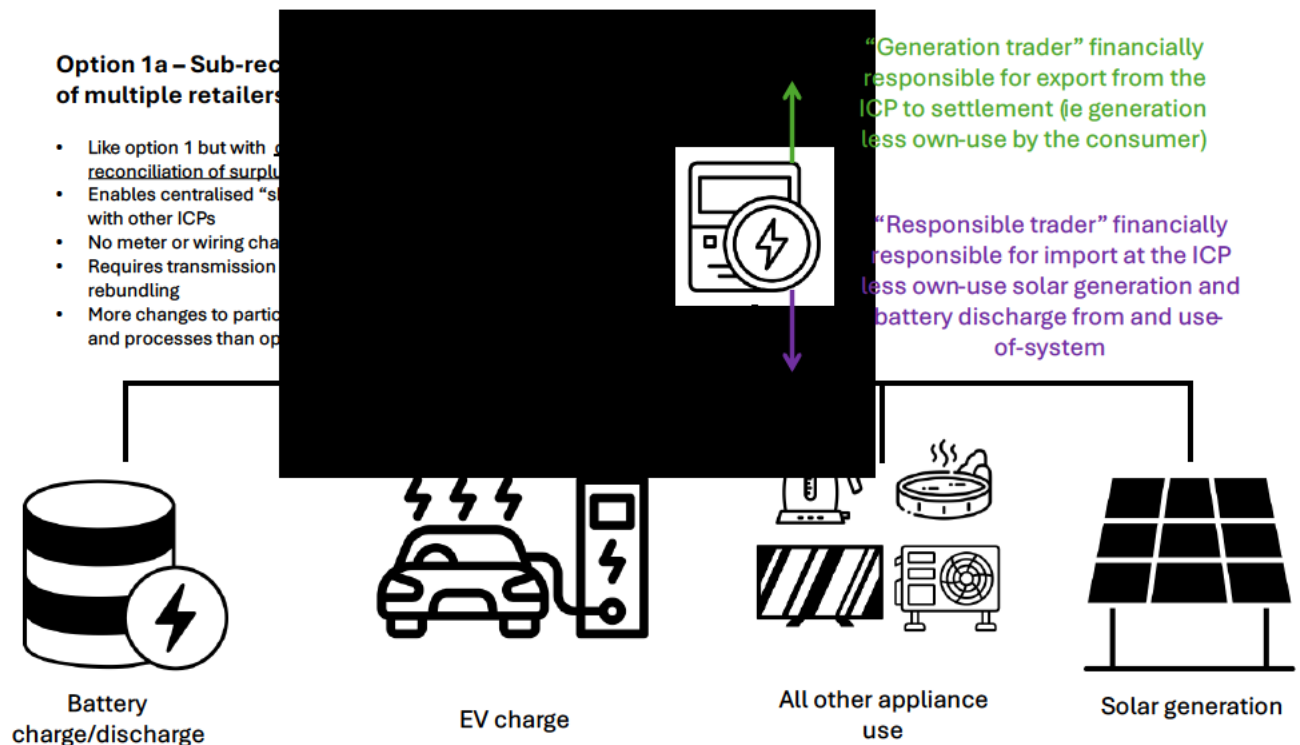 Option 1a – Sub-rec
of multiple retailers
• Like option 1 but with
reconciliation of surplu
• Enables centralised “sh
with other ICPs
• No meter or wiring cha
• Requires transmission
rebundling
• More changes to partic
and processes than op
“Generation trader” financially
responsible for export from the
ICP to settlement (ie generation
less own-use by the consumer)
“Responsible trader” financially
responsible for import at the ICP
less own-use solar generation and
battery discharge from and use-
of-system
Battery
charge/discharge
EV charge
All other appliance
use
Solar generation